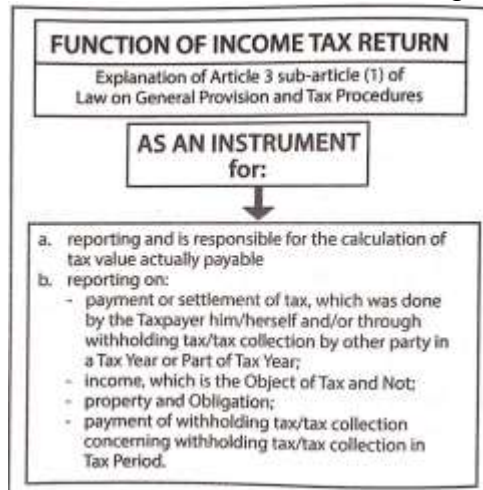 FUNCTION OF INCOME TAX RETURN
Explanation of Article 3 sub-article (1) of
Law on General Provision and Tax Procedures
AS AN INSTRUMENT
for:
a. reporting and is responsible for the calculation of
tax value actually payable
b. reporting on:
- payment or settlement of tax, which was done
by the Taxpayer him/herself and/or through
withholding tax/tax collection by other party in
a Tax Year or Part of Tax Year;
- income, which is the Object of Tax and Not;
- property and Obligation;
- payment of withholding tax/tax collection
concerning withholding tax/tax collection in
Tax Period.